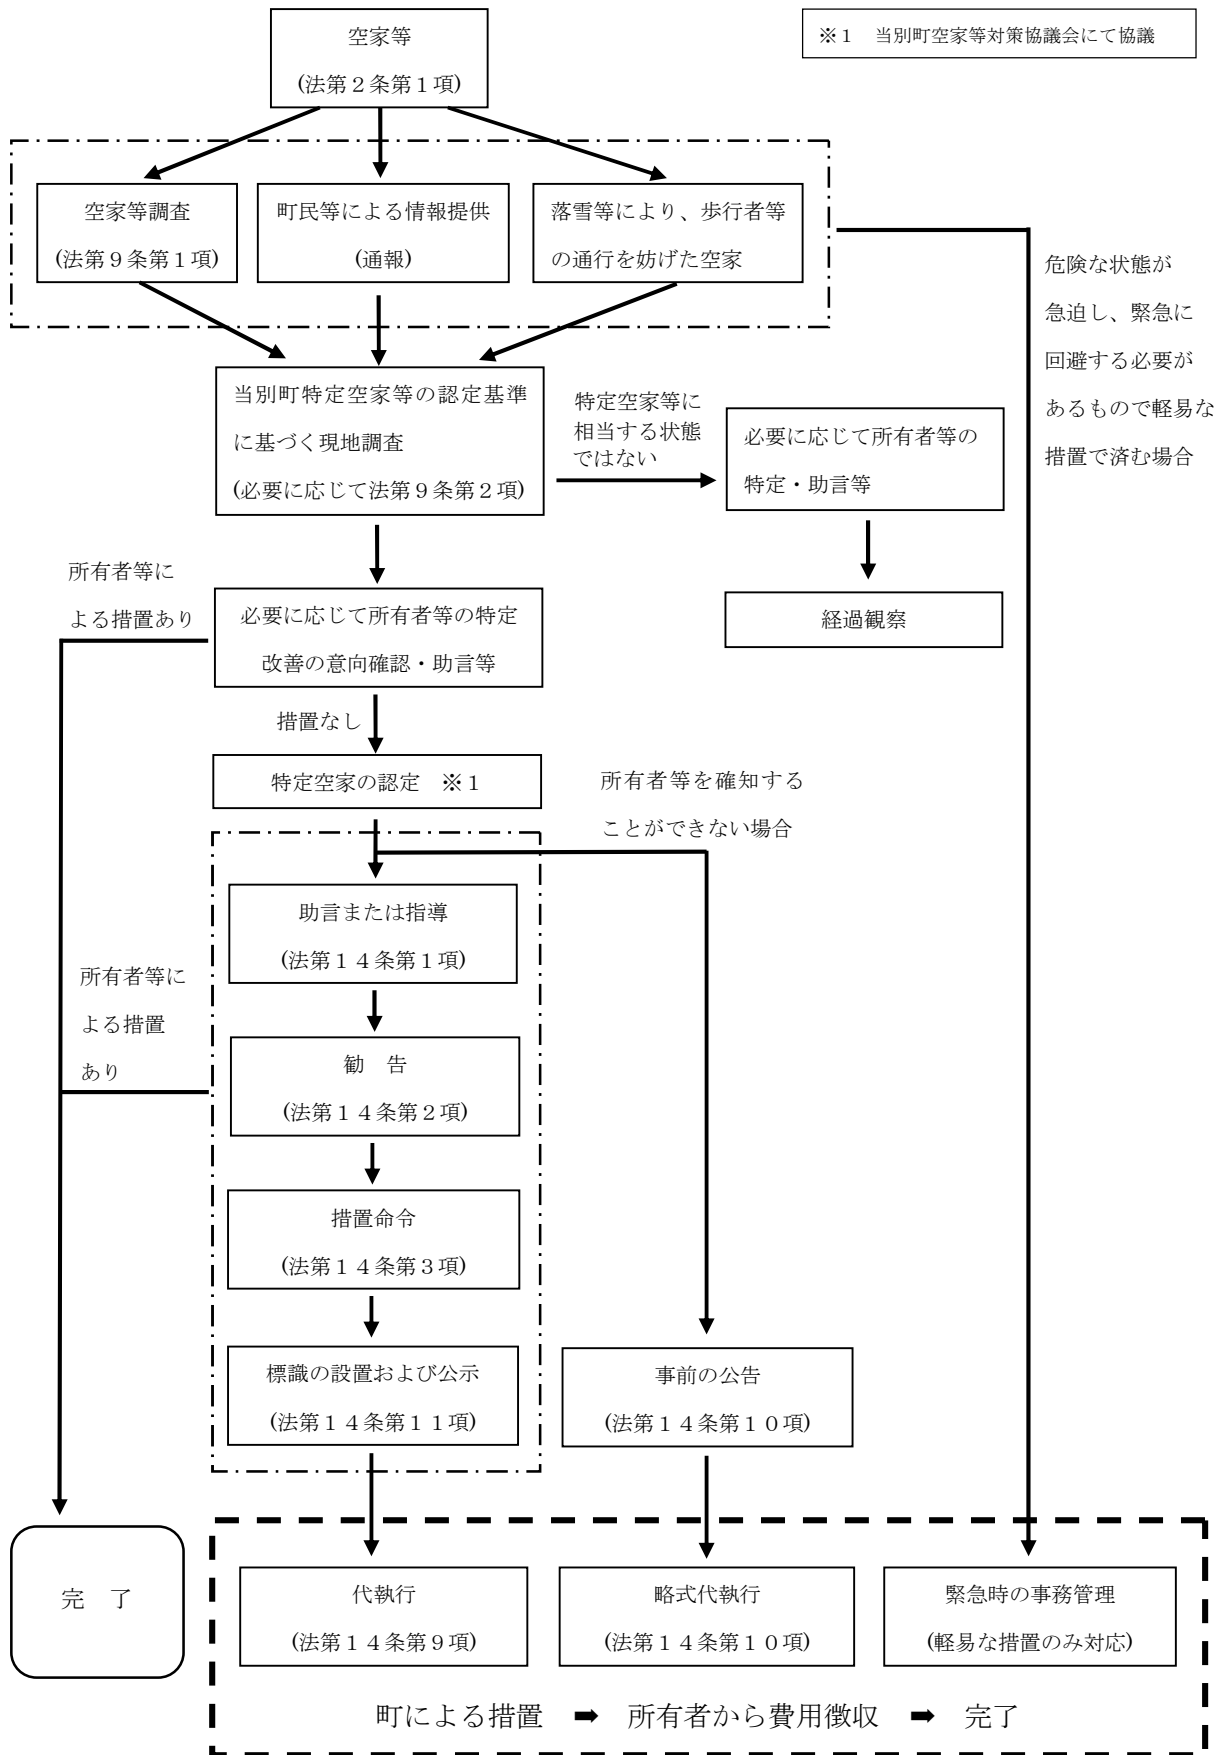 空家等
(法第２条第１項)
※１　当別町空家等対策協議会にて協議
空家等調査
(法第９条第１項)
町民等による情報提供
(通報)
落雪等により、歩行者等
の通行を妨げた空家
危険な状態が
急迫し、緊急に
回避する必要が
あるもので軽易な
措置で済む場合
当別町特定空家等の認定基準
に基づく現地調査
(必要に応じて法第９条第２項)
特定空家等に
相当する状態
ではない
必要に応じて所有者等の
特定・助言等
経過観察
所有者等に
よる措置あり
必要に応じて所有者等の特定
改善の意向確認・助言等
措置なし
特定空家の認定　※１
所有者等を確知する
ことができない場合
助言または指導
(法第１４条第１項)
所有者等に
よる措置
あり
勧　告
(法第１４条第２項)
措置命令
(法第１４条第３項)
標識の設置および公示
(法第１４条第１１項)
事前の公告
(法第１４条第１０項)
完　了
代執行
(法第１４条第９項)
略式代執行
(法第１４条第１０項)
緊急時の事務管理
(軽易な措置のみ対応)
町による措置　➡　所有者から費用徴収　➡　完了